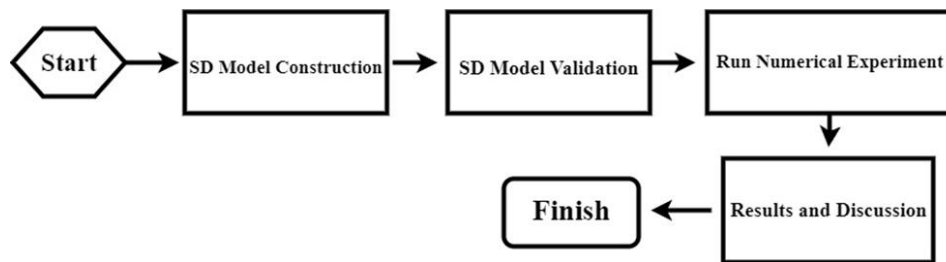 Start
SD Model Construction
SD Model Validation
Run Numerical Experiment
Results and Discussion
Finish